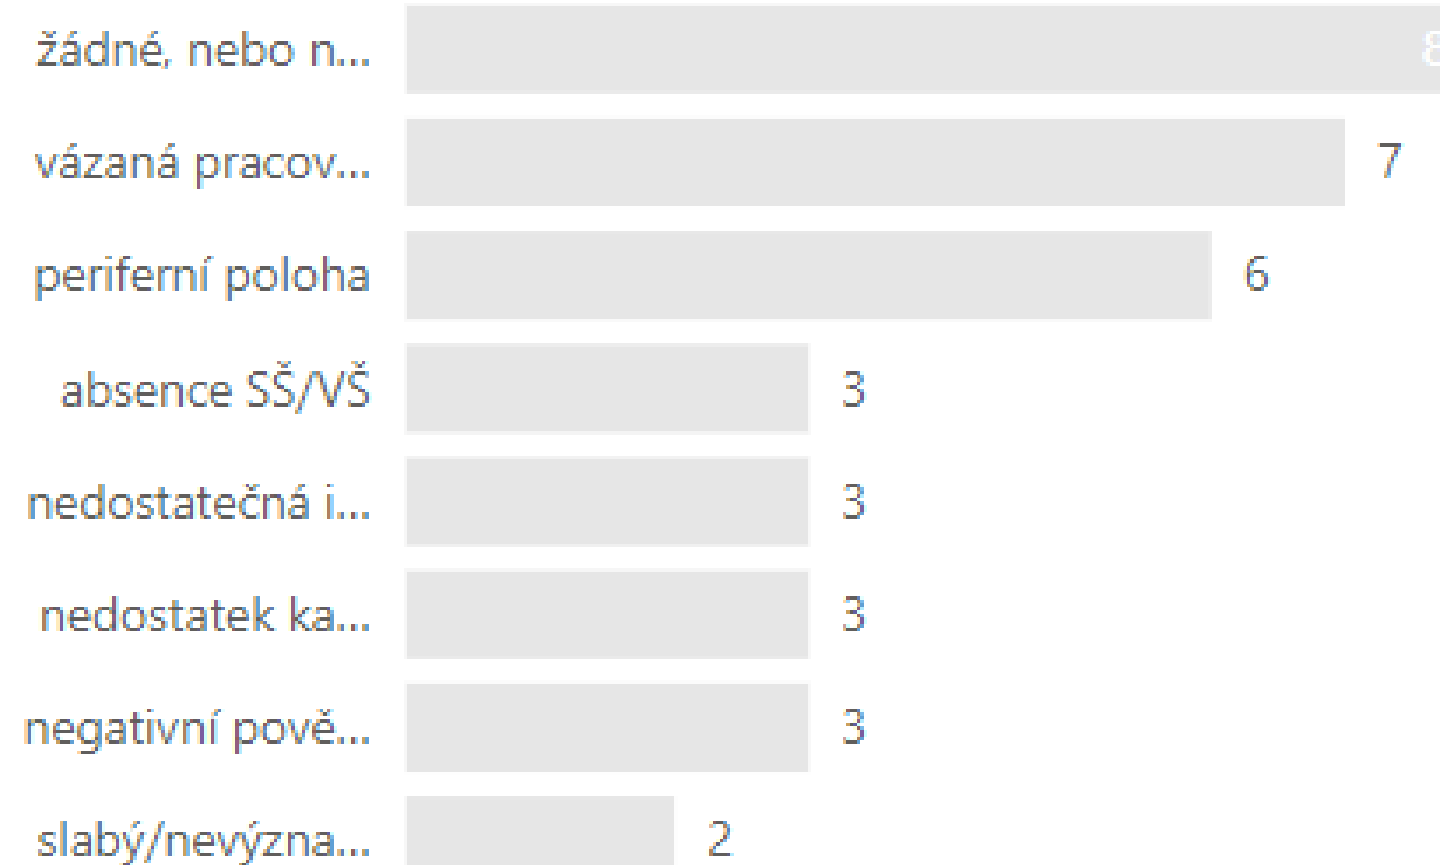 žádné, nebo n... 8
vázaná pracov... 7
periferní poloha 6
absence SŠ/VŠ 3
nedostatečná i... 3
nedostatek ka... 3
negativní pově... 3
slabý/nevýzna... 2